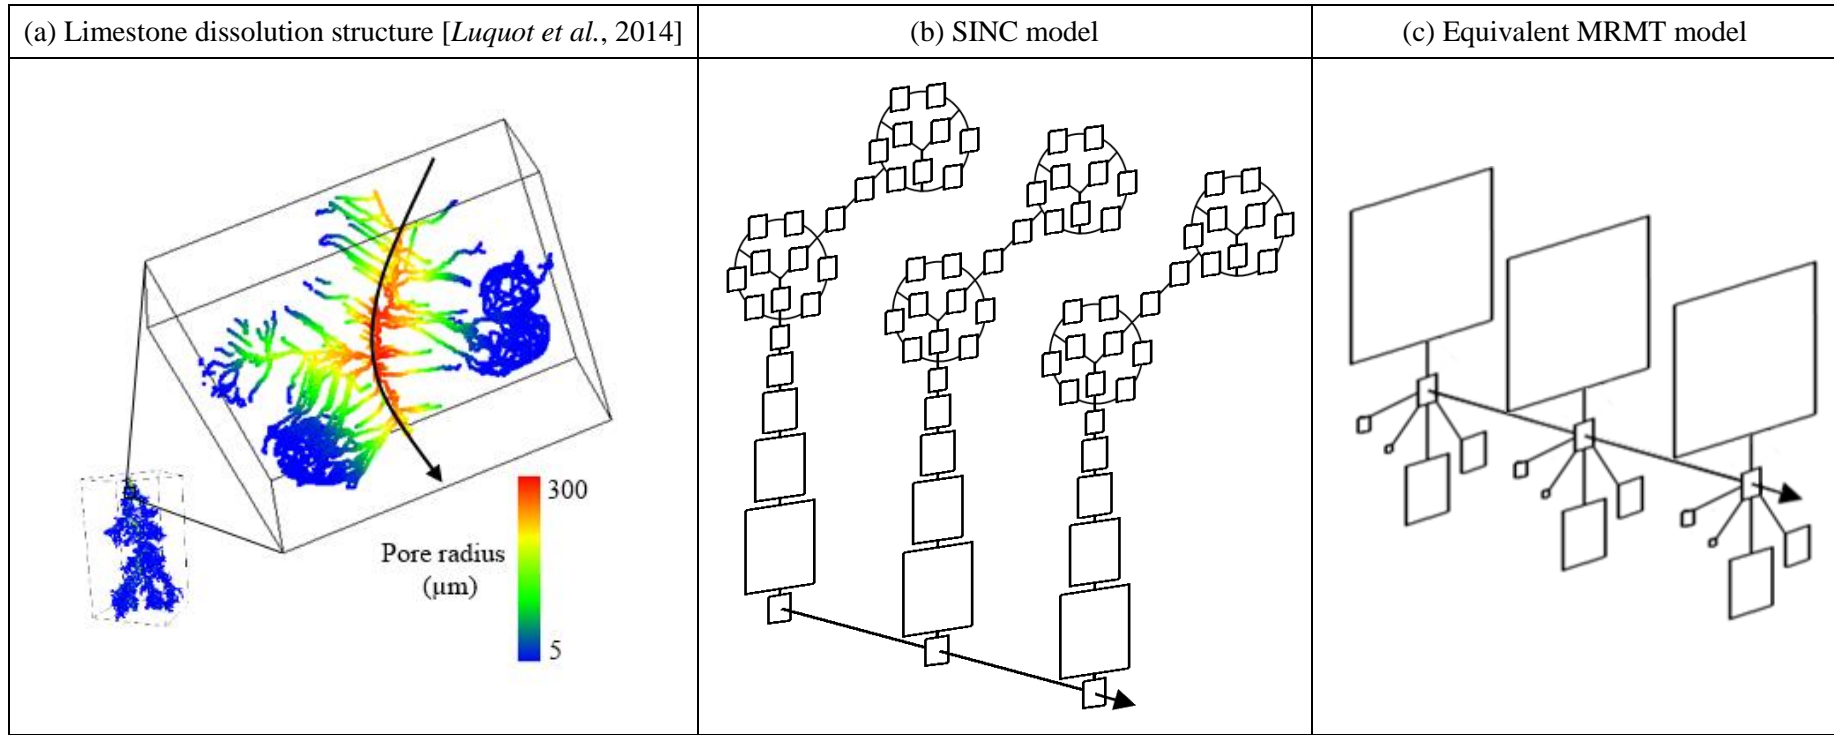 (a) Limestone dissolution structure [Luquot et al., 2014]
(b) SINC model
(c) Equivalent MRMT model
300
Pore radius
(µm)
5